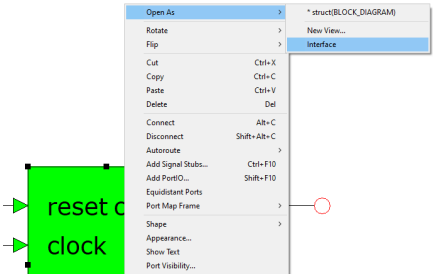 Open As
* struct(BLOCK_DIAGRAM)
New View...
Interface
Rotate
Flip
Cut Ctrl+X
Copy Ctrl+C
Paste Ctrl+V
Delete Del
Connect Alt+C
Disconnect Shift+Alt+C
Autoroute
Add Signal Stubs... Ctrl+F10
Add PortIO... Shift+F10
Equidistant Ports
Port Map Frame
Shape
Appearance...
Show Text
Port Visibility...
reset
clock